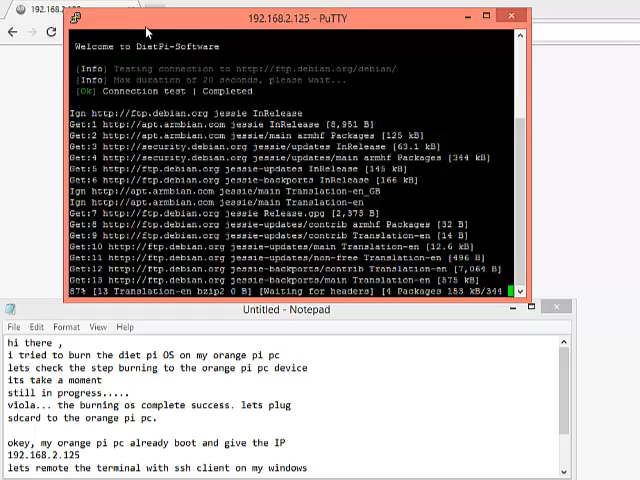 192.168.2.125
192.168.2.125 - PuTTY
Welcome to DietPi-Software
[Info] Testing connection to http://ftp.debian.org/debian/
[Info] Max duration of 20 seconds, please wait...
[Ok] Connection test | Completed
Ign http://ftp.debian.org jessie InRelease
Get:1 http://apt.armbian.com jessie InRelease [8,951 B]
Get:2 http://apt.armbian.com jessie/main armhf Packages [125 kB]
Get:3 http://security.debian.org jessie/updates InRelease [63.1 kB]
Get:4 http://security.debian.org jessie/updates/main armhf Packages [344 kB]
Get:5 http://ftp.debian.org jessie-updates InRelease [145 kB]
Get:6 http://ftp.debian.org jessie-backports InRelease [166 kB]
Ign http://apt.armbian.com jessie/main Translation-en_GB
Ign http://apt.armbian.com jessie/main Translation-en
Get:7 http://ftp.debian.org jessie Release.gpg [2,373 B]
Get:8 http://ftp.debian.org jessie-updates/contrib armhf Packages [32 B]
Get:9 http://ftp.debian.org jessie-updates/contrib Translation-en [14 B]
Get:10 http://ftp.debian.org jessie-updates/main Translation-en [12.6 kB]
Get:11 http://ftp.debian.org jessie-updates/non-free Translation-en [496 B]
Get:12 http://ftp.debian.org jessie-backports/contrib Translation-en [7,064 B]
Get:13 http://ftp.debian.org jessie-backports/main Translation-en [575 kB]
87% [13 Translation-en bzip2 0 B] [Waiting for headers] [4 Packages 153 kB/344
Untitled - Notepad
File Edit Format View Help
hi there ,
i tried to burn the diet pi OS on my orange pi pc
lets check the step burning to the orange pi pc device
its take a moment
still in progress.....
viola... the burning os complete success. lets plug
sdcard to the orange pi pc.
okey, my orange pi pc already boot and give the IP
192.168.2.125
lets remote the terminal with ssh client on my windows